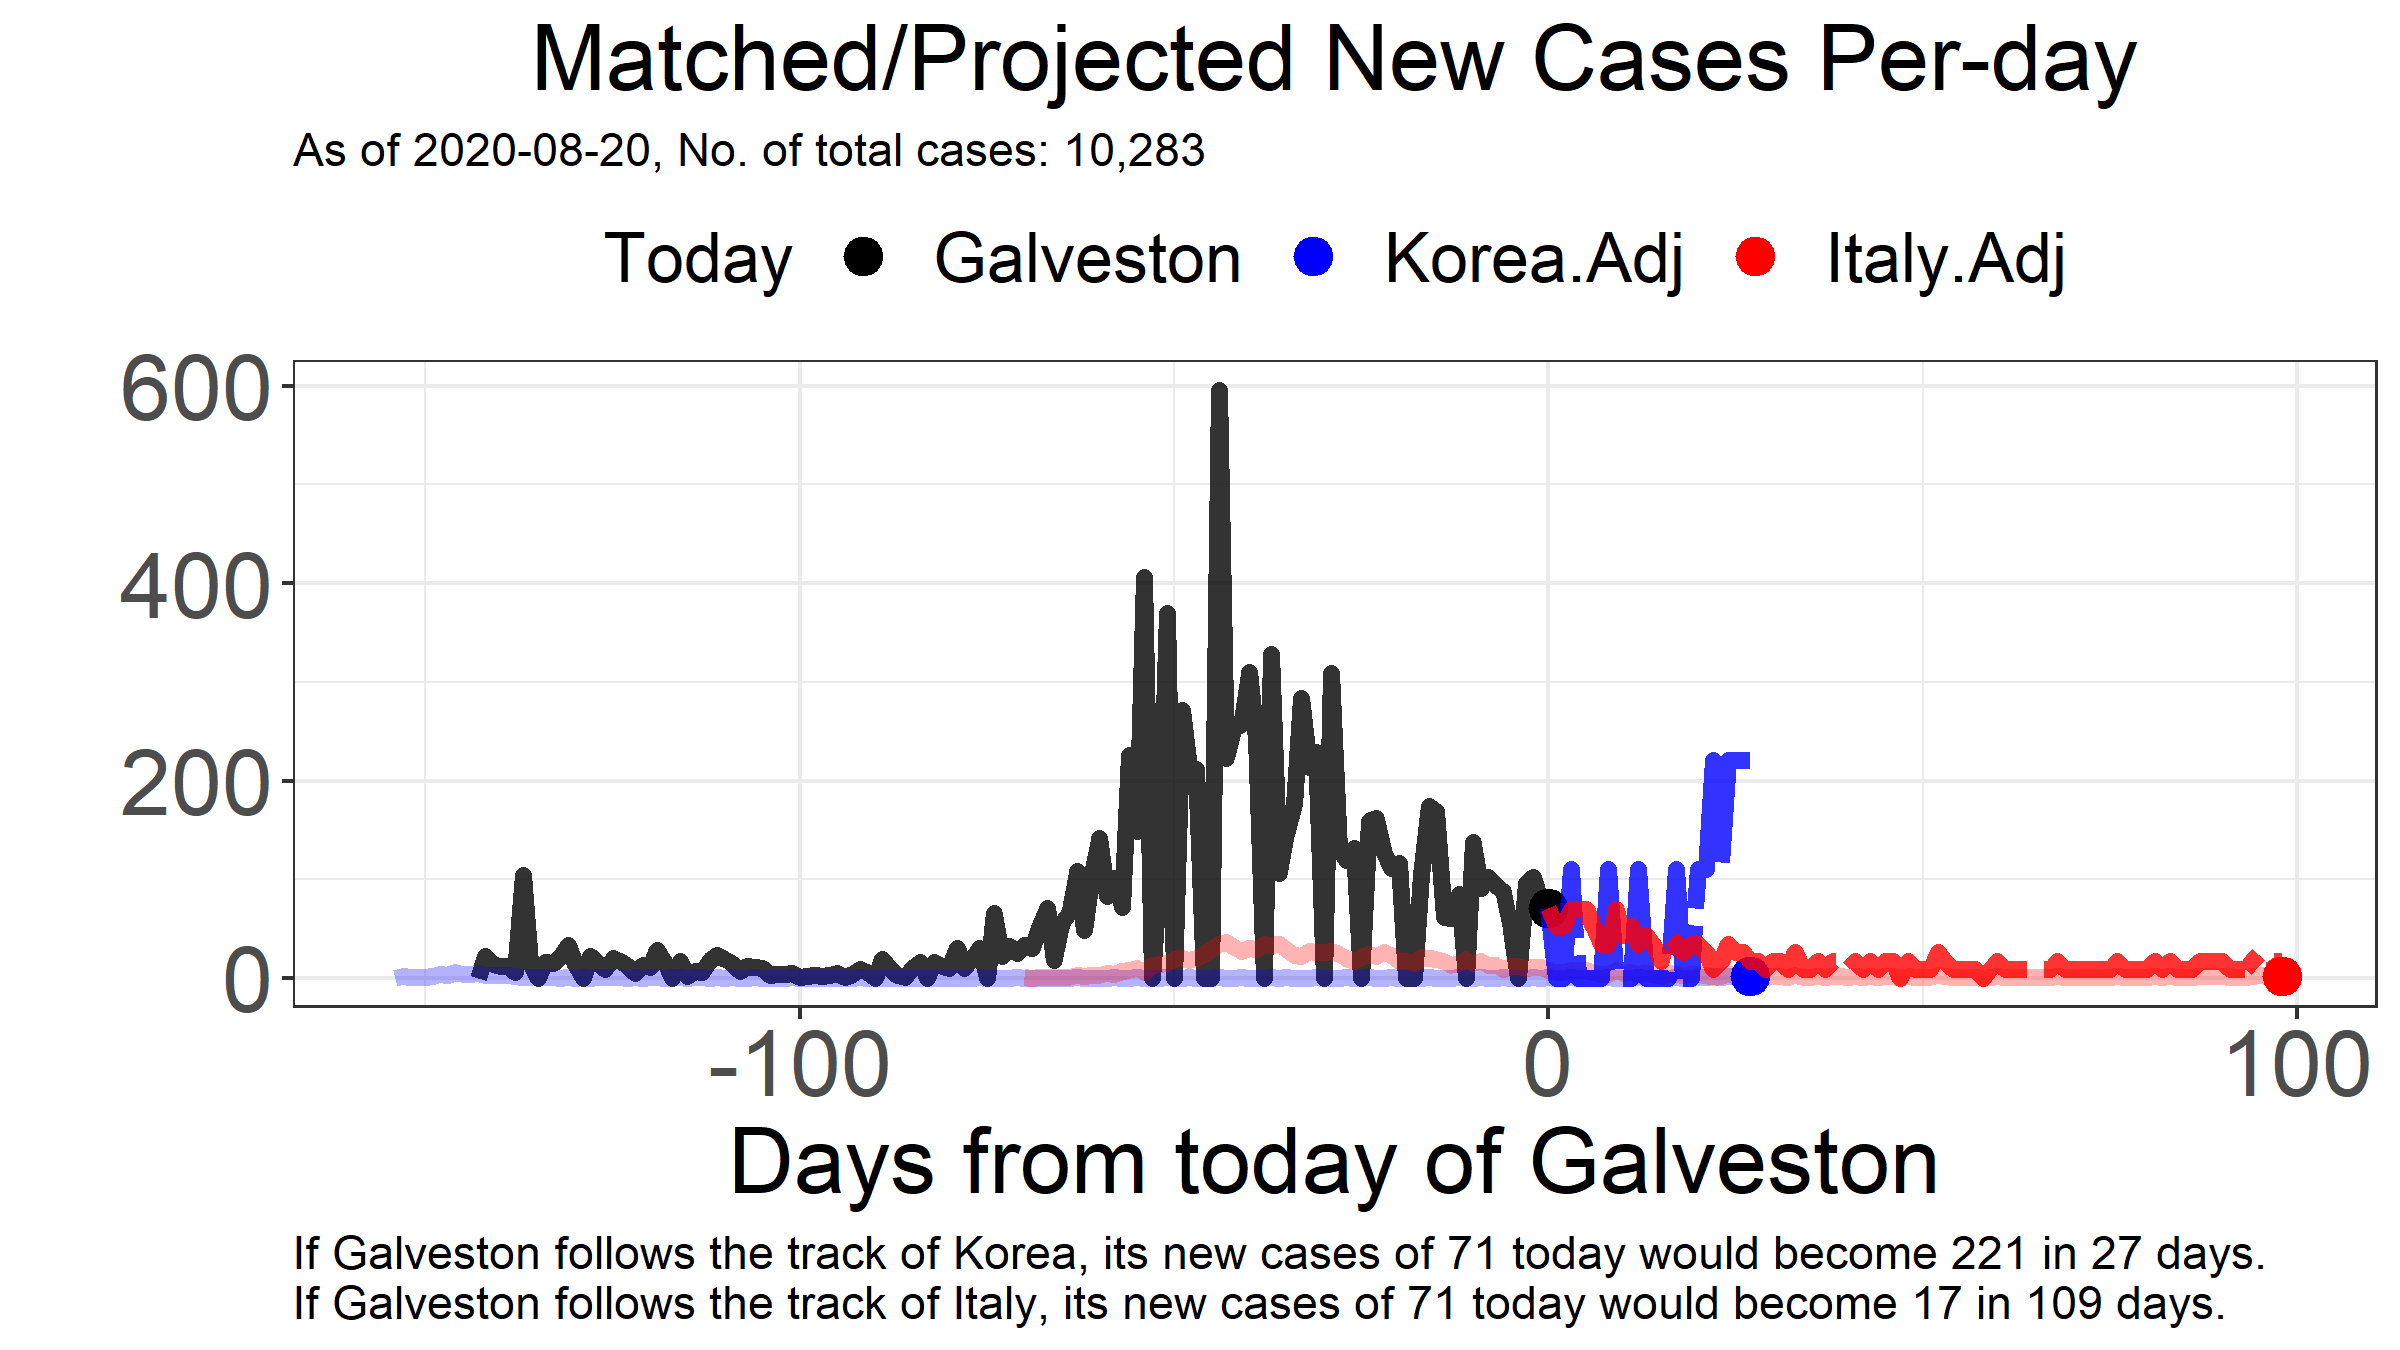 Matched/Projected New Cases Per-day
As of 2020-08-20, No. of total cases: 10,283
Today Galveston Korea.Adj Italy.Adj
600
400
200
0
-100 0 100
Days from today of Galveston
If Galveston follows the track of Korea, its new cases of 71 today would become 221 in 27 days.
If Galveston follows the track of Italy, its new cases of 71 today would become 17 in 109 days.